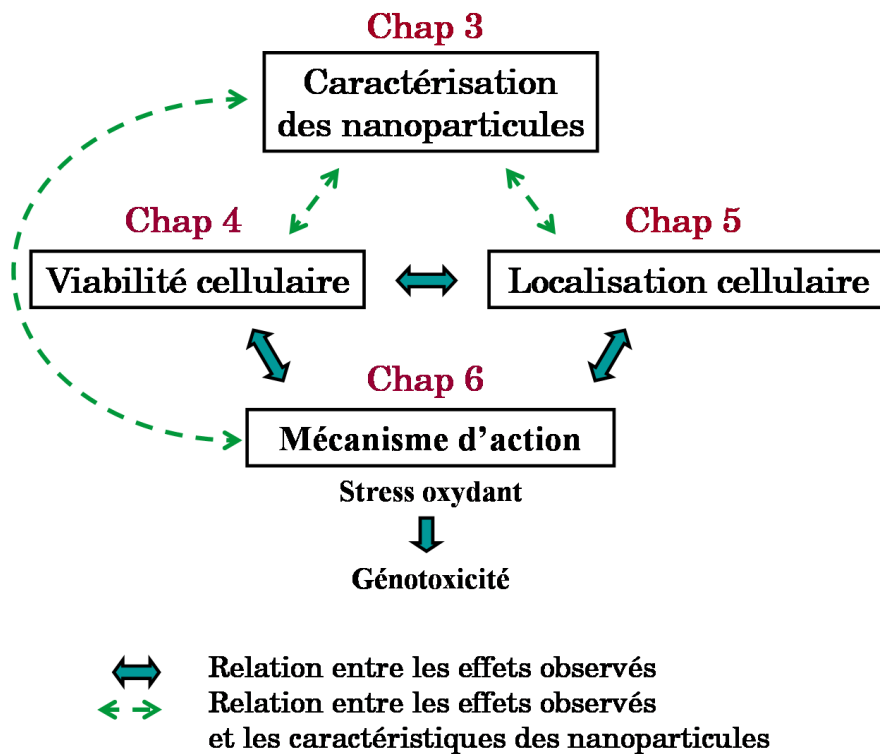 Chap 3
Caractérisation
des nanoparticules
Chap 4
Chap 5
Viabilité cellulaire
Localisation cellulaire
Chap 6
Mécanisme d'action
Stress oxydant
Génotoxicité
Relation entre les effets observés
Relation entre les effets observés
et les caractéristiques des nanoparticules